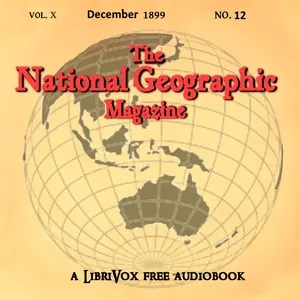 VOL. X December 1899 NO. 12
The
National Geographic
Magazine
A LIBRIVOX FREE AUDIOBOOK